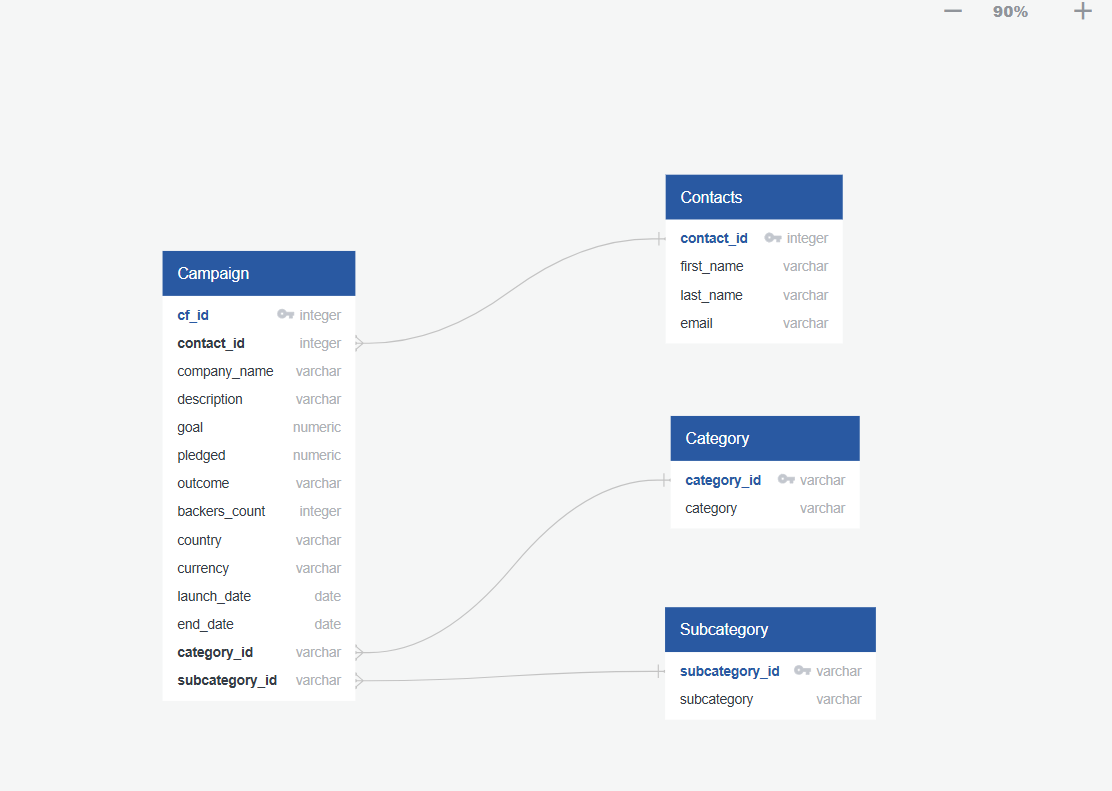 90%
Campaign
cf_id integer
contact_id integer
company_name varchar
description varchar
goal numeric
pledged numeric
outcome varchar
backers_count integer
country varchar
currency varchar
launch_date date
end_date date
category_id varchar
subcategory_id varchar
Contacts
contact_id integer
first_name varchar
last_name varchar
email varchar
Category
category_id varchar
category varchar
Subcategory
subcategory_id varchar
subcategory varchar